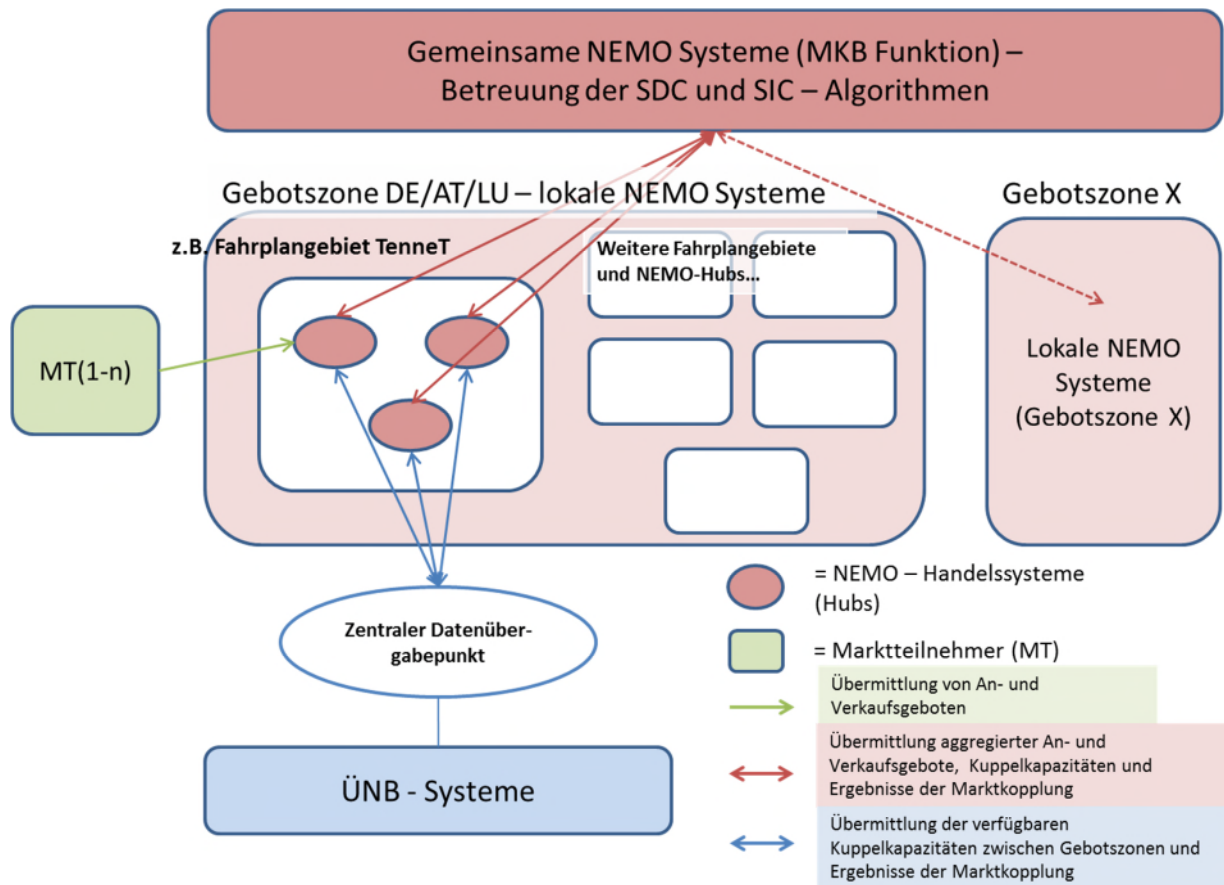 Gemeinsame NEMO Systeme (MKB Funktion) –
Betreuung der SDC und SIC – Algorithmen
Gebotszone DE/AT/LU – lokale NEMO Systeme
Gebotszone X
z.B. Fahrplangebiet TenneT
Weitere Fahrplangebiete
und NEMO-Hubs...
MT(1-n)
Lokale NEMO
Systeme
(Gebotszone X)
Zentraler Datenüber-
gabepunkt
ÜNB - Systeme
= NEMO – Handelssysteme
(Hubs)
= Marktteilnehmer (MT)
Übermittlung von An- und
Verkaufsgeboten
Übermittlung aggregierter An- und
Verkaufsgebote, Kuppelkapazitäten und
Ergebnisse der Marktkopplung
Übermittlung der verfügbaren
Kuppelkapazitäten zwischen Gebotszonen und
Ergebnisse der Marktkopplung